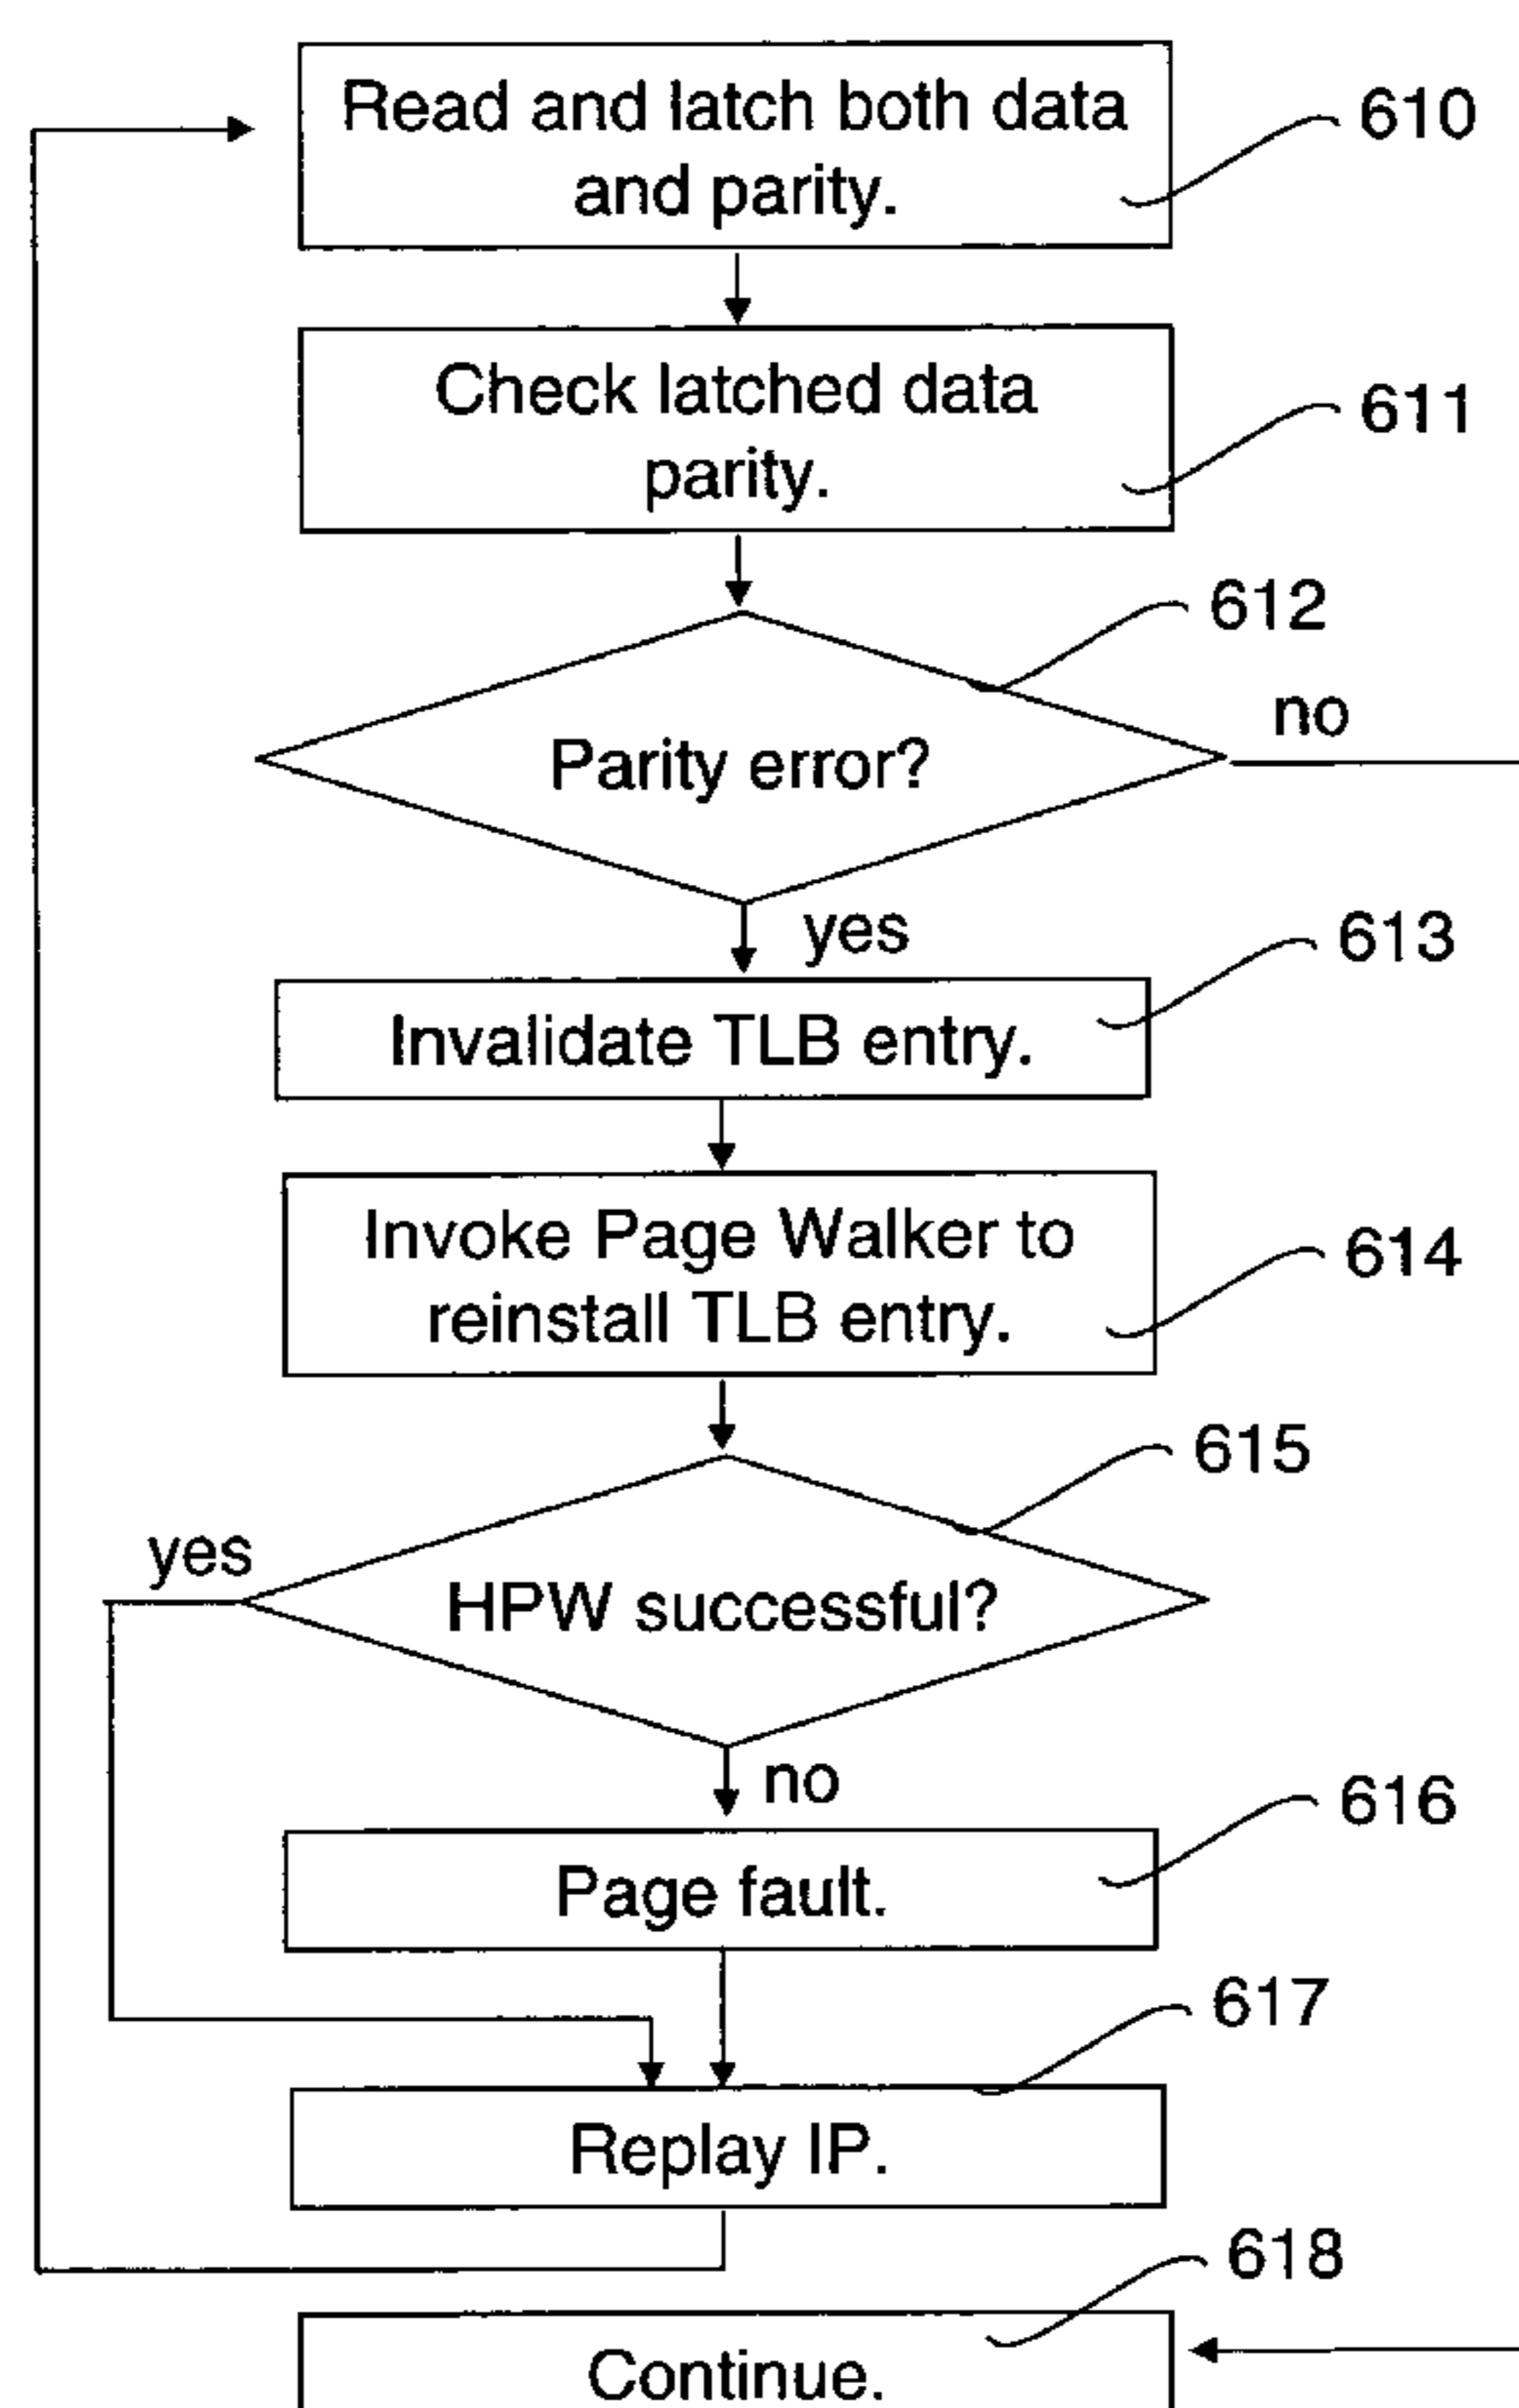 Read and latch both data
and parity.
610
Check latched data
parity.
611
612
Parity error?
no
yes
613
Invalidate TLB entry.
Invoke Page Walker to
reinstall TLB entry.
614
615
yes
HPW successful?
no
616
Page fault.
617
Replay IP.
618
Continue.